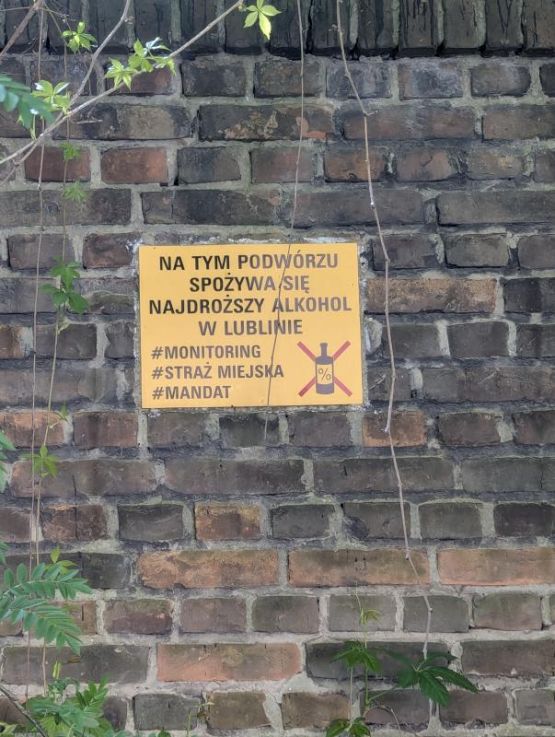 NA TYM PODWÓRZU
SPOŻYWA SIĘ
NAJDROŻSZY ALKOHOL
W LUBLINIE
#MONITORING
#STRAŻ MIEJSKA
#MANDAT
%